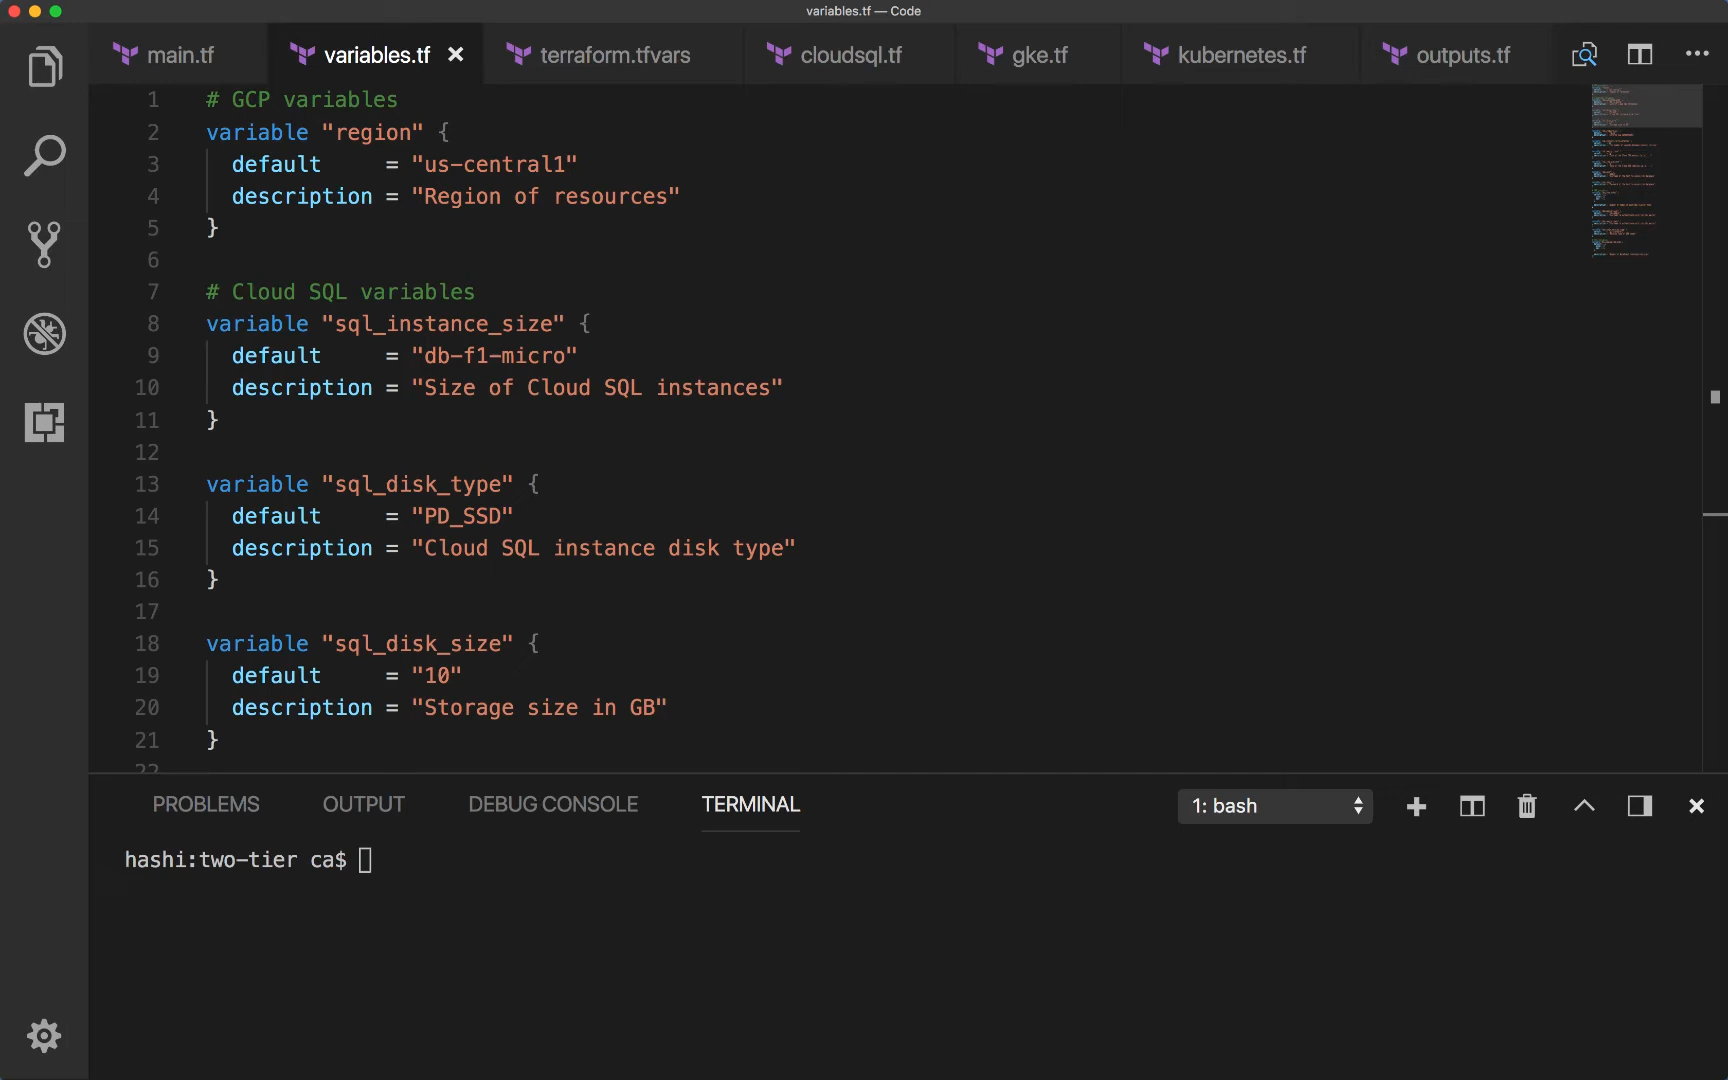 variables.tf — Code
main.tf variables.tf terraform.tfvars cloudsql.tf gke.tf kubernetes.tf outputs.tf
1 # GCP variables
2 variable "region" {
3 default = "us-central1"
4 description = "Region of resources"
5 }
6
7 # Cloud SQL variables
8 variable "sql_instance_size" {
9 default = "db-f1-micro"
10 description = "Size of Cloud SQL instances"
11 }
12
13 variable "sql_disk_type" {
14 default = "PD_SSD"
15 description = "Cloud SQL instance disk type"
16 }
17
18 variable "sql_disk_size" {
19 default = "10"
20 description = "Storage size in GB"
21 }
22
PROBLEMS OUTPUT DEBUG CONSOLE TERMINAL 1: bash
hashi:two-tier ca$